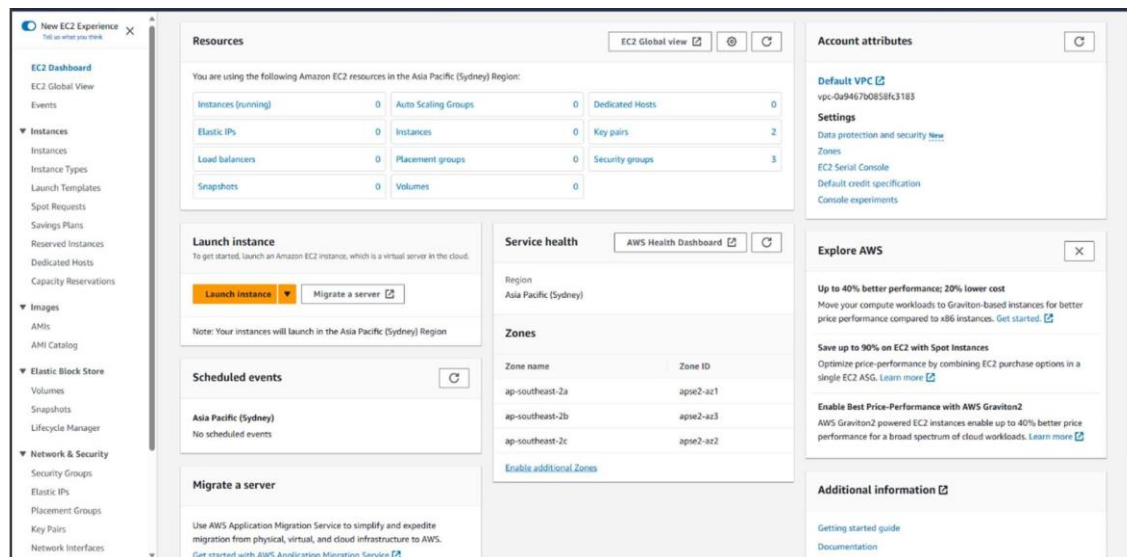 New EC2 Experience
Tell us what you think
EC2 Dashboard
EC2 Global View
Events
Instances
Instances
Instance Types
Launch Templates
Spot Requests
Savings Plans
Reserved Instances
Dedicated Hosts
Capacity Reservations
Images
AMIs
AMI Catalog
Elastic Block Store
Volumes
Snapshots
Lifecycle Manager
Network & Security
Security Groups
Elastic IPs
Placement Groups
Key Pairs
Network Interfaces
Resources
EC2 Global view
You are using the following Amazon EC2 resources in the Asia Pacific (Sydney) Region:
Instances (running) 0 Auto Scaling Groups 0 Dedicated Hosts 0
Elastic IPs 0 Instances 0 Key pairs 2
Load balancers 0 Placement groups 0 Security groups 3
Snapshots 0 Volumes 0
Launch instance
To get started, launch an Amazon EC2 instance, which is a virtual server in the cloud.
Launch instance Migrate a server
Note: Your instances will launch in the Asia Pacific (Sydney) Region
Scheduled events
Asia Pacific (Sydney)
No scheduled events
Migrate a server
Use AWS Application Migration Service to simplify and expedite
migration from physical, virtual, and cloud infrastructure to AWS.
Get started with AWS Application Migration Service
Service health AWS Health Dashboard
Region
Asia Pacific (Sydney)
Zones
Zone name Zone ID
ap-southeast-2a apse2-az1
ap-southeast-2b apse2-az3
ap-southeast-2c apse2-az2
Enable additional Zones
Account attributes
Default VPC
vpc-0a9467b0858fc3183
Settings
Data protection and security New
Zones
EC2 Serial Console
Default credit specification
Console experiments
Explore AWS
Up to 40% better performance; 20% lower cost
Move your compute workloads to Graviton-based instances for better
price performance compared to x86 instances. Get started.
Save up to 90% on EC2 with Spot Instances
Optimize price-performance by combining EC2 purchase options in a
single EC2 ASG. Learn more
Enable Best Price-Performance with AWS Graviton2
AWS Graviton2 powered EC2 instances enable up to 40% better price
performance for a broad spectrum of cloud workloads. Learn more
Additional information
Getting started guide
Documentation